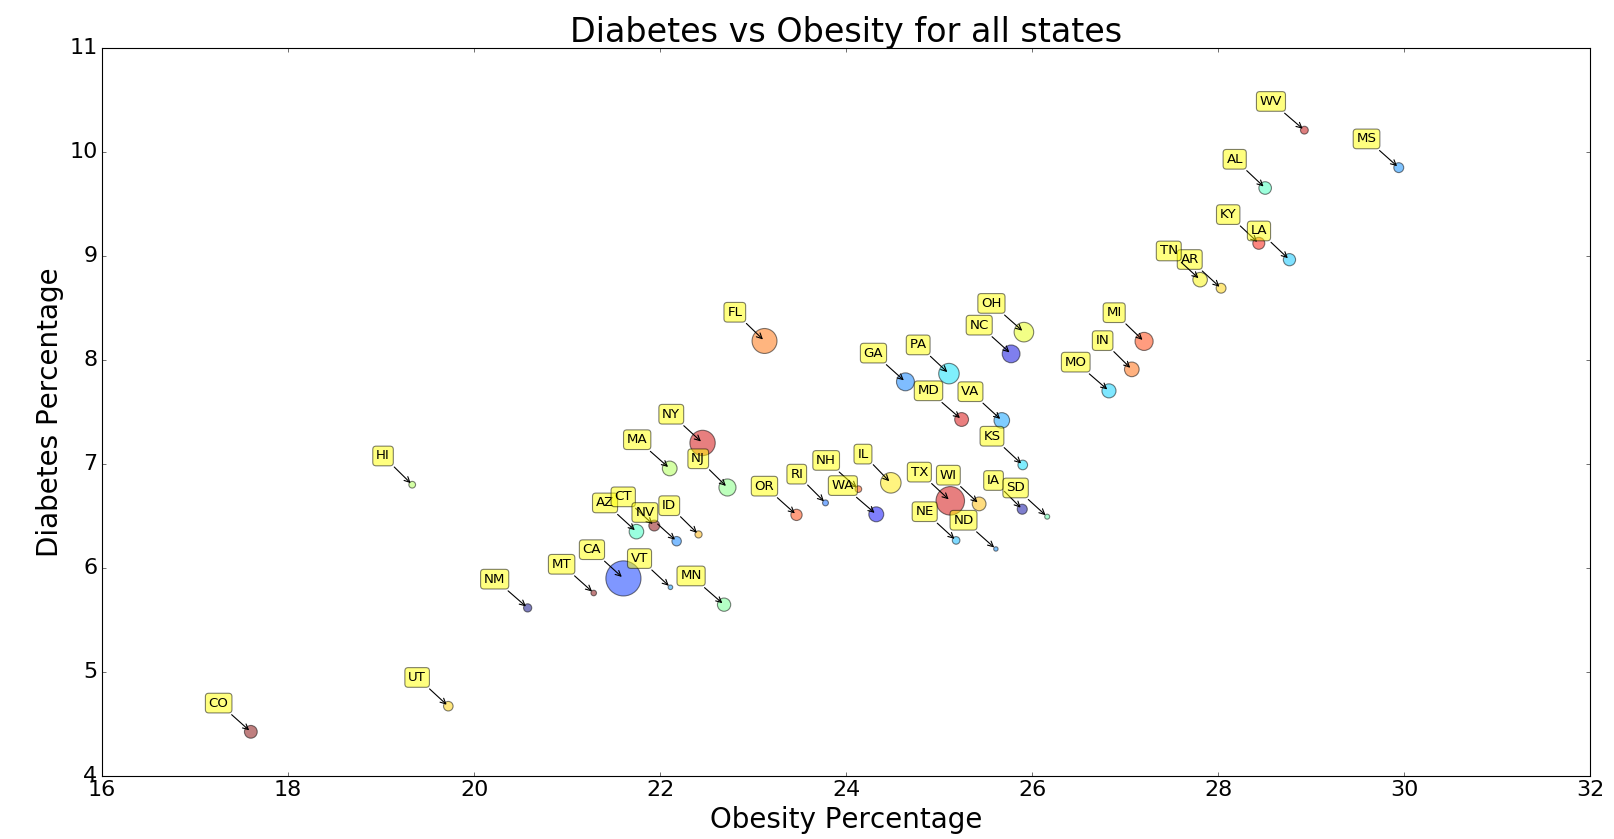 Diabetes vs Obesity for all states
Diabetes Percentage
11
10
9
8
7
6
5
4
WV
MS
AL
KY
LA
TN
AR
FL
OH
MI
NC
IN
PA
GA
MO
MD
VA
NY
KS
MA
NJ
HI
NH
IL
RI
TX
WI
IA
WA
OR
SD
AZ
CT
NV
ID
NE
ND
CA
VT
MT
MN
NM
UT
CO
16
18
20
22
24
26
28
30
32
Obesity Percentage